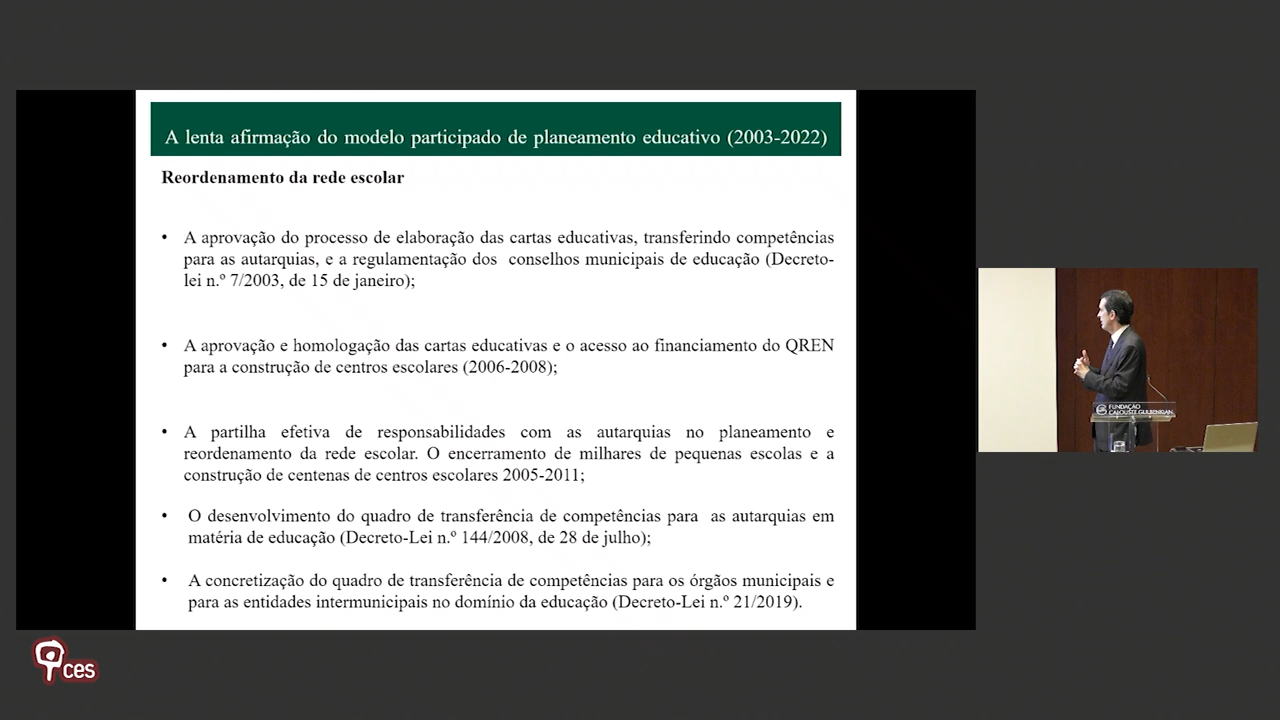 A lenta afirmação do modelo participado de planeamento educativo (2003-2022)
Reordenamento da rede escolar
• A aprovação do processo de elaboração das cartas educativas, transferindo competências
para as autarquias, e a regulamentação dos conselhos municipais de educação (Decreto-
lei n.º 7/2003, de 15 de janeiro);
• A aprovação e homologação das cartas educativas e o acesso ao financiamento do QREN
para a construção de centros escolares (2006-2008);
• A partilha efetiva de responsabilidades com as autarquias no planeamento e
reordenamento da rede escolar. O encerramento de milhares de pequenas escolas e a
construção de centenas de centros escolares 2005-2011;
• O desenvolvimento do quadro de transferência de competências para as autarquias em
matéria de educação (Decreto-Lei n.º 144/2008, de 28 de julho);
• A concretização do quadro de transferência de competências para os órgãos municipais e
para as entidades intermunicipais no domínio da educação (Decreto-Lei n.º 21/2019).
FUNDAÇÃO
CALOUSTE GULBENKIAN
ces